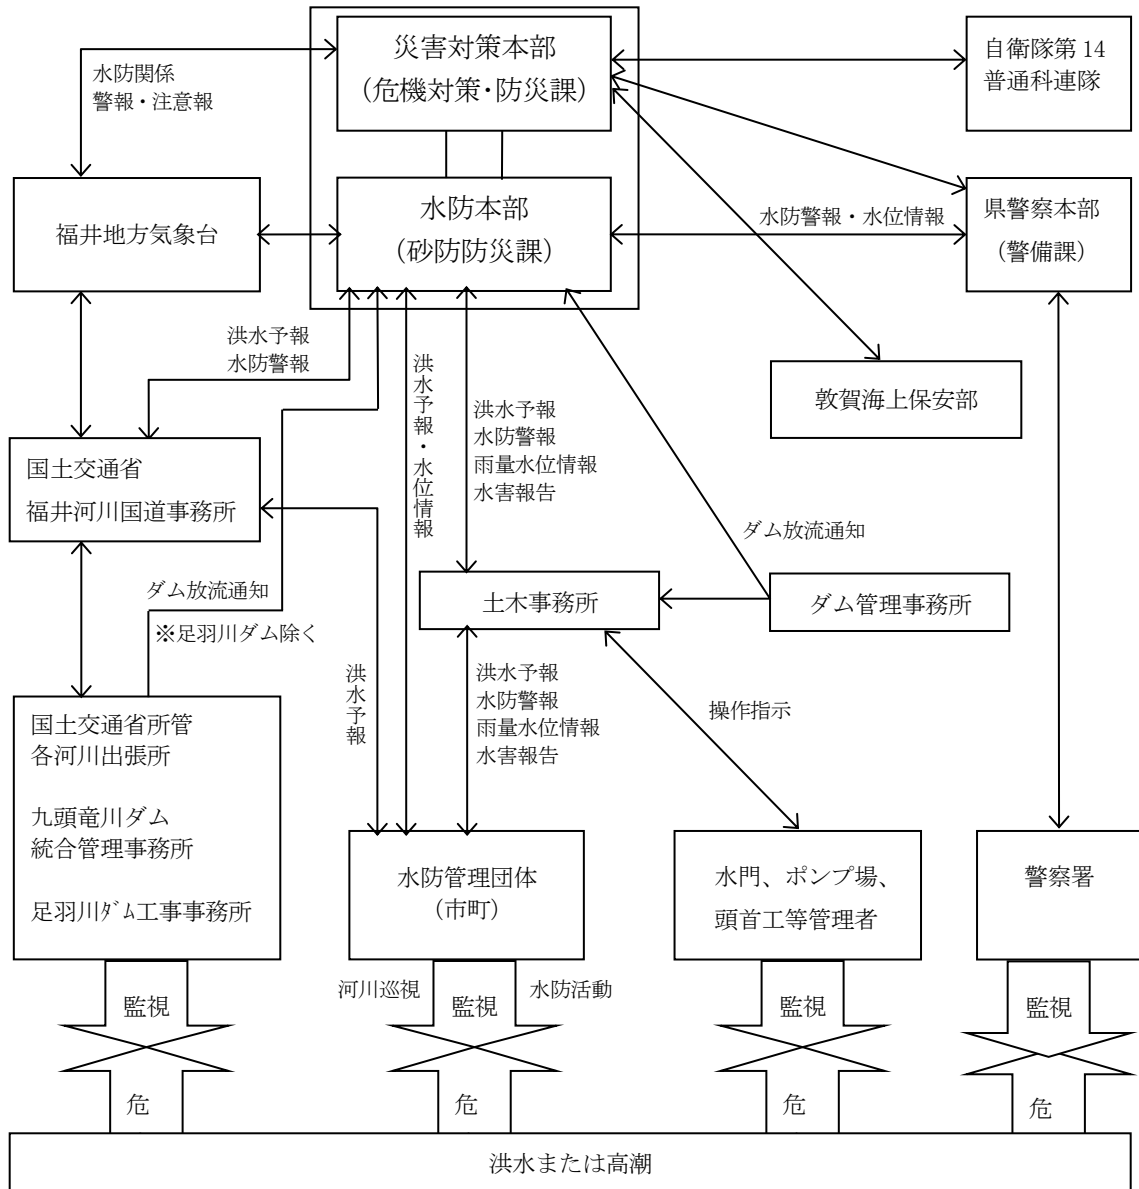 災害対策本部
(危機対策・防災課)
自衛隊第 14
普通科連隊
水防関係
警報・注意報
福井地方気象台
水防本部
(砂防防災課)
水防警報・水位情報
県警察本部
(警備課)
洪水予報
水防警報
洪水予報・水位情報
洪水予報
水防警報
雨量水位情報
水害報告
敦賀海上保安部
国土交通省
福井河川国道事務所
ダム放流通知
※足羽川ダム除く
ダム放流通知
土木事務所
ダム管理事務所
洪水予報
洪水予報
水防警報
雨量水位情報
水害報告
操作指示
国土交通省所管
各河川出張所
九頭竜川ダム
統合管理事務所
足羽川ﾀﾞﾑ工事事務所
水防管理団体
(市町)
水門、ポンプ場、
頭首工等管理者
警察署
監視
河川巡視
監視
水防活動
監視
監視
危
危
危
危
洪水または高潮